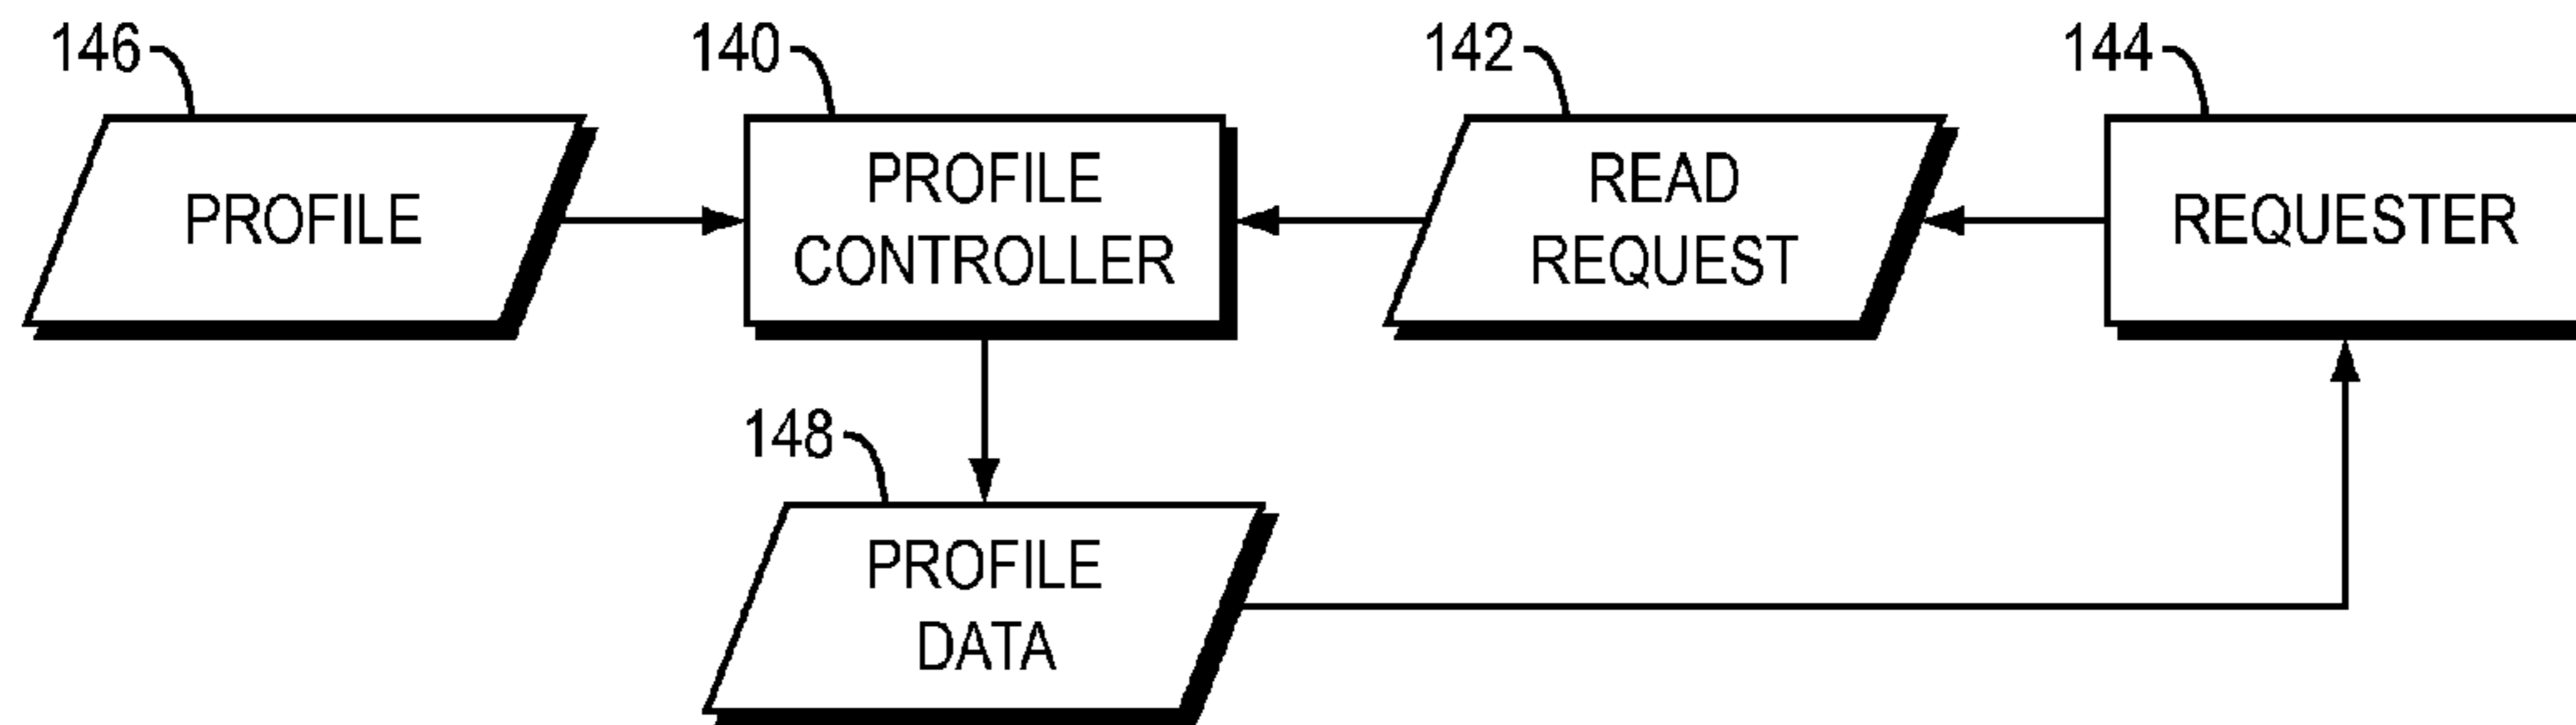 146
140
142
144
PROFILE
PROFILE
CONTROLLER
READ
REQUEST
REQUESTER
148
PROFILE
DATA